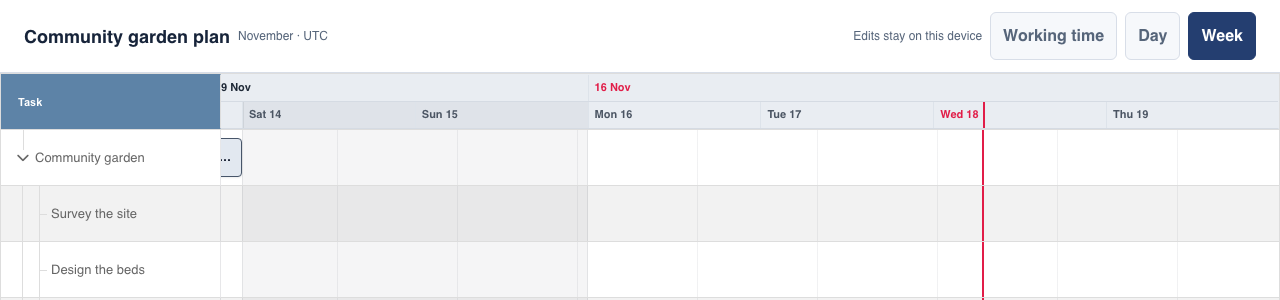 Community garden plan November · UTC Edits stay on this device Working time Day Week
Task
9 Nov 16 Nov
Sat 14 Sun 15 Mon 16 Tue 17 Wed 18 Thu 19
Community garden ...
Survey the site
Design the beds